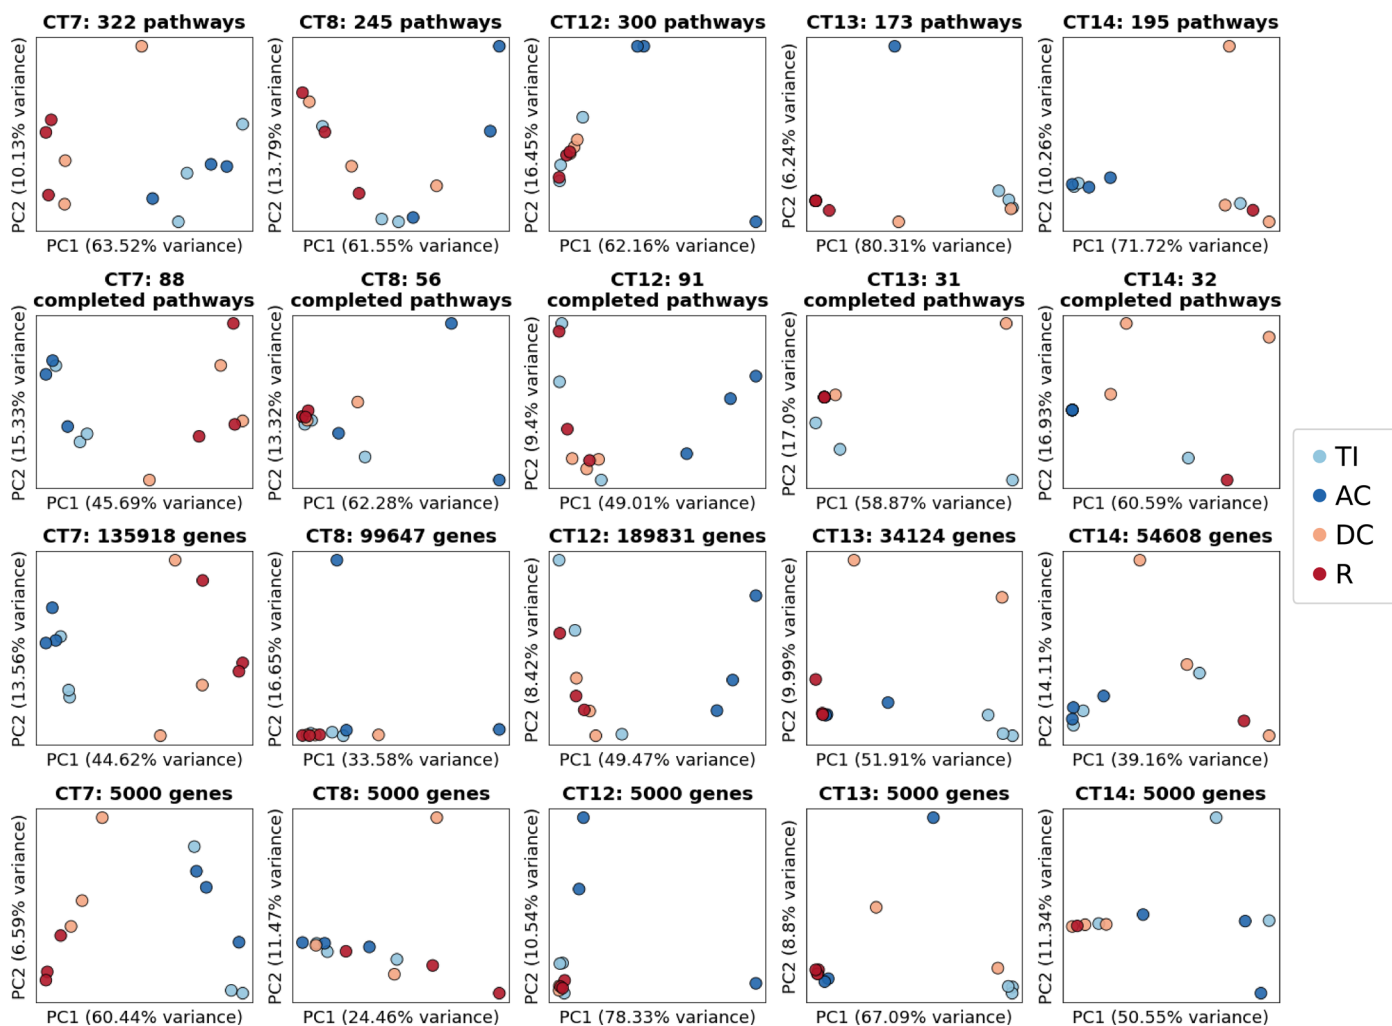 CT7: 322 pathways
PC2 (10.13% variance)
PC1 (63.52% variance)
CT8: 245 pathways
PC2 (13.79% variance)
PC1 (61.55% variance)
CT12: 300 pathways
PC2 (16.45% variance)
PC1 (62.16% variance)
CT13: 173 pathways
PC2 (6.24% variance)
PC1 (80.31% variance)
CT14: 195 pathways
PC2 (10.26% variance)
PC1 (71.72% variance)
CT7: 88
completed pathways
PC2 (15.33% variance)
PC1 (45.69% variance)
CT8: 56
completed pathways
PC2 (13.32% variance)
PC1 (62.28% variance)
CT12: 91
completed pathways
PC2 (9.4% variance)
PC1 (49.01% variance)
CT13: 31
completed pathways
PC2 (17.0% variance)
PC1 (58.87% variance)
CT14: 32
completed pathways
PC2 (16.93% variance)
PC1 (60.59% variance)
CT7: 135918 genes
PC2 (13.56% variance)
PC1 (44.62% variance)
CT8: 99647 genes
PC2 (16.65% variance)
PC1 (33.58% variance)
CT12: 189831 genes
PC2 (8.42% variance)
PC1 (49.47% variance)
CT13: 34124 genes
PC2 (9.99% variance)
PC1 (51.91% variance)
CT14: 54608 genes
PC2 (14.11% variance)
PC1 (39.16% variance)
CT7: 5000 genes
PC2 (6.59% variance)
PC1 (60.44% variance)
CT8: 5000 genes
PC2 (11.47% variance)
PC1 (24.46% variance)
CT12: 5000 genes
PC2 (10.54% variance)
PC1 (78.33% variance)
CT13: 5000 genes
PC2 (8.8% variance)
PC1 (67.09% variance)
CT14: 5000 genes
PC2 (11.34% variance)
PC1 (50.55% variance)
TI
AC
DC
R